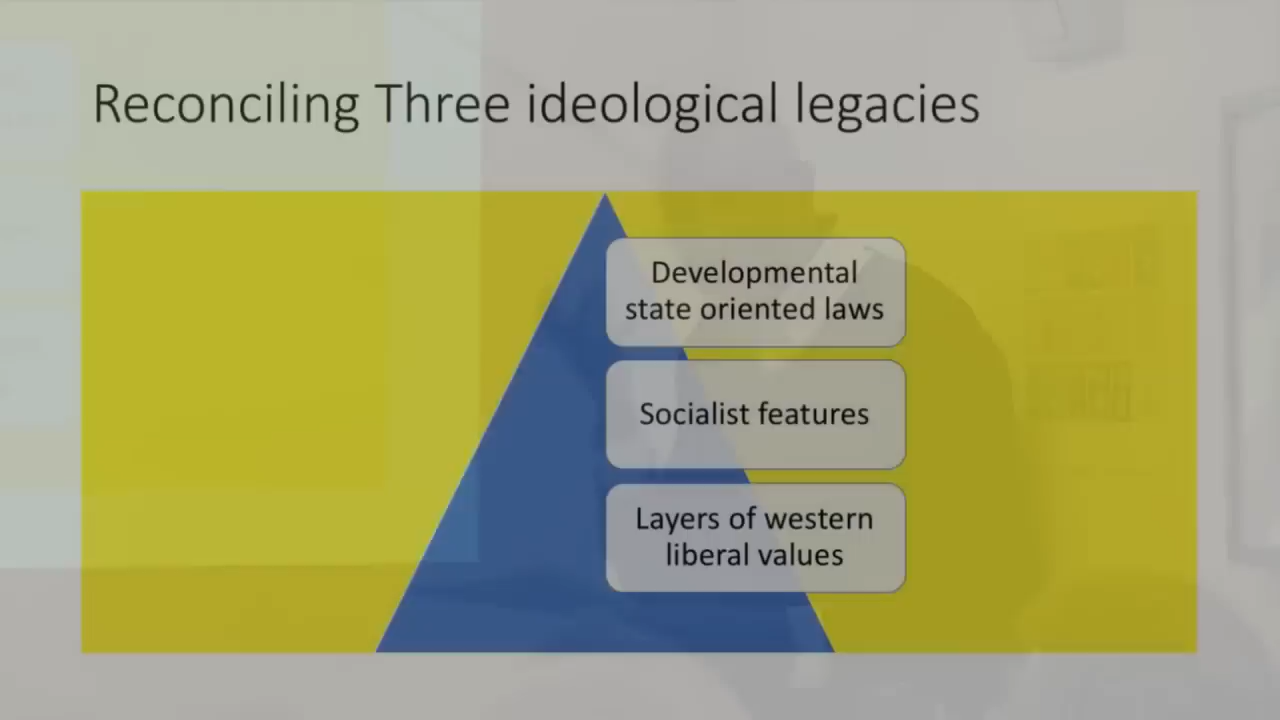 Reconciling Three ideological legacies
Developmental
state oriented laws
Socialist features
Layers of western
liberal values